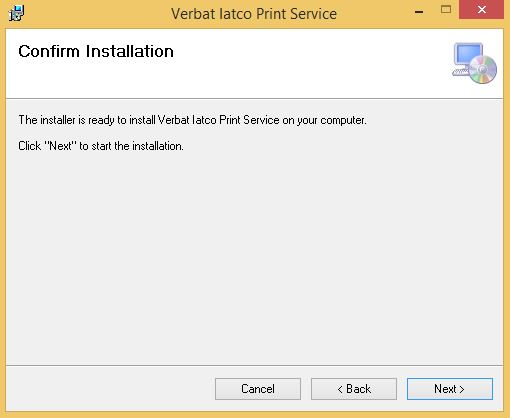 Verbat Iatco Print Service
Confirm Installation
The installer is ready to install Verbat Iatco Print Service on your computer.
Click "Next" to start the installation.
Cancel
< Back
Next >